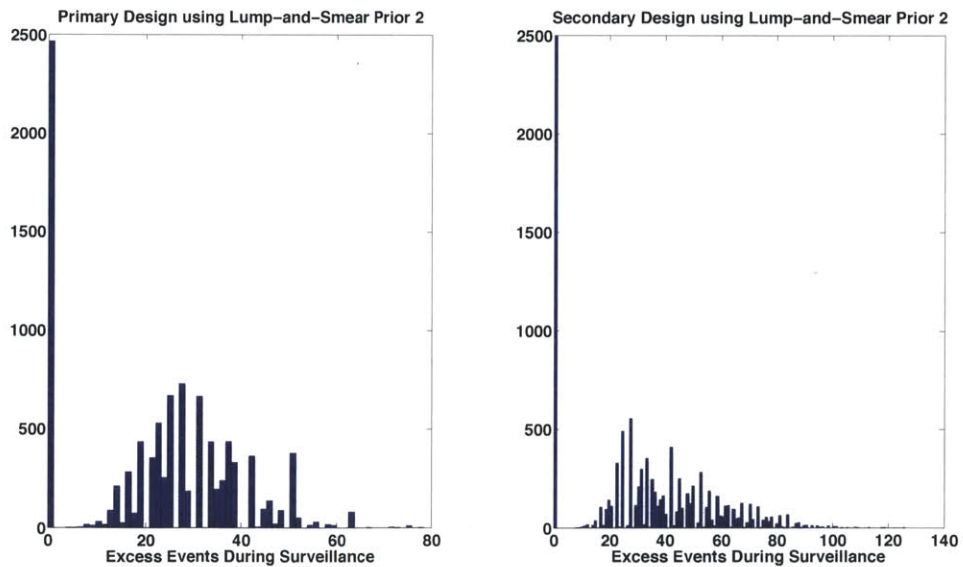 Primary Design using Lump-and-Smear Prior 2
2500
2000
1500
1000
500
0
0 20 40 60 80
Excess Events During Surveillance
Secondary Design using Lump-and-Smear Prior 2
2500
2000
1500
1000
500
0
0 20 40 60 80 100 120 140
Excess Events During Surveillance